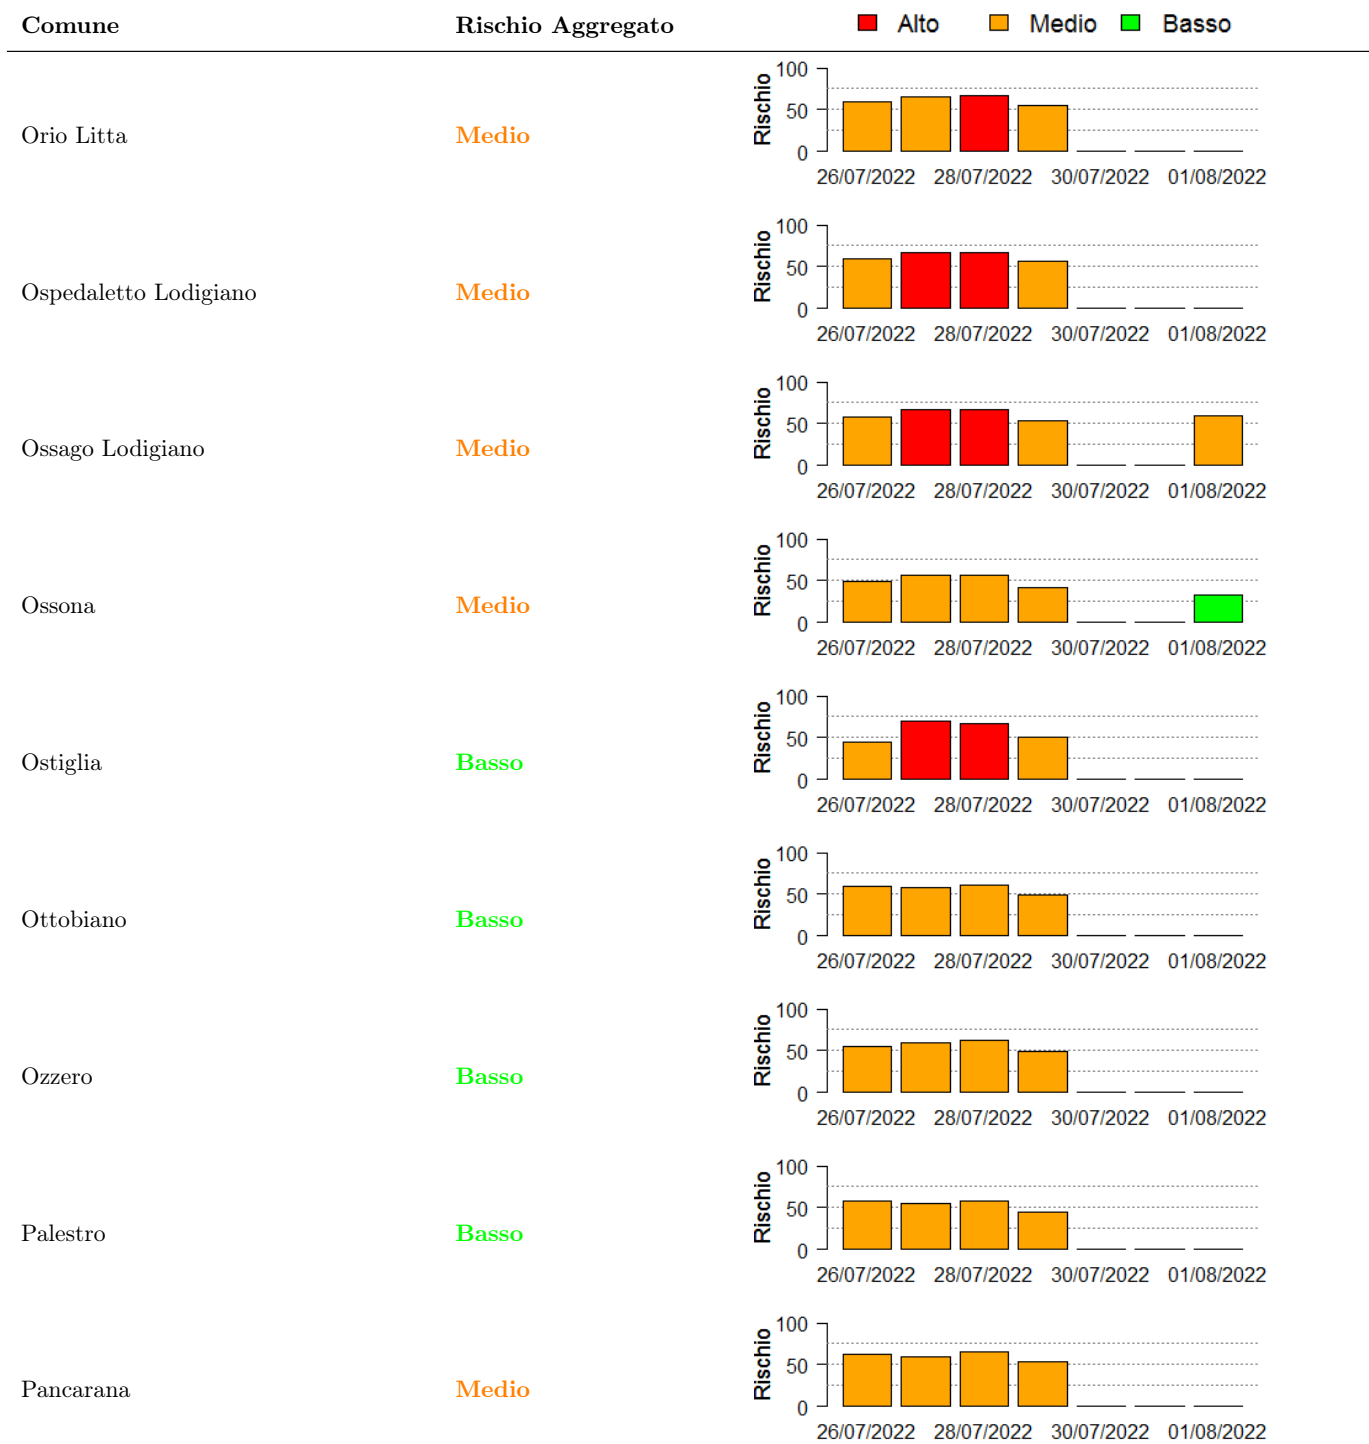 Comune Rischio Aggregato Alto Medio Basso
100
50
0
Rischio
Orio Litta Medio
26/07/2022 28/07/2022 30/07/2022 01/08/2022
100
50
0
Rischio
Ospedaletto Lodigiano Medio
26/07/2022 28/07/2022 30/07/2022 01/08/2022
100
50
0
Rischio
Ossago Lodigiano Medio
26/07/2022 28/07/2022 30/07/2022 01/08/2022
100
50
0
Rischio
Ossona Medio
26/07/2022 28/07/2022 30/07/2022 01/08/2022
100
50
0
Rischio
Ostiglia Basso
26/07/2022 28/07/2022 30/07/2022 01/08/2022
100
50
0
Rischio
Ottobiano Basso
26/07/2022 28/07/2022 30/07/2022 01/08/2022
100
50
0
Rischio
Ozzero Basso
26/07/2022 28/07/2022 30/07/2022 01/08/2022
100
50
0
Rischio
Palestro Basso
26/07/2022 28/07/2022 30/07/2022 01/08/2022
100
50
0
Rischio
Pancarana Medio
26/07/2022 28/07/2022 30/07/2022 01/08/2022